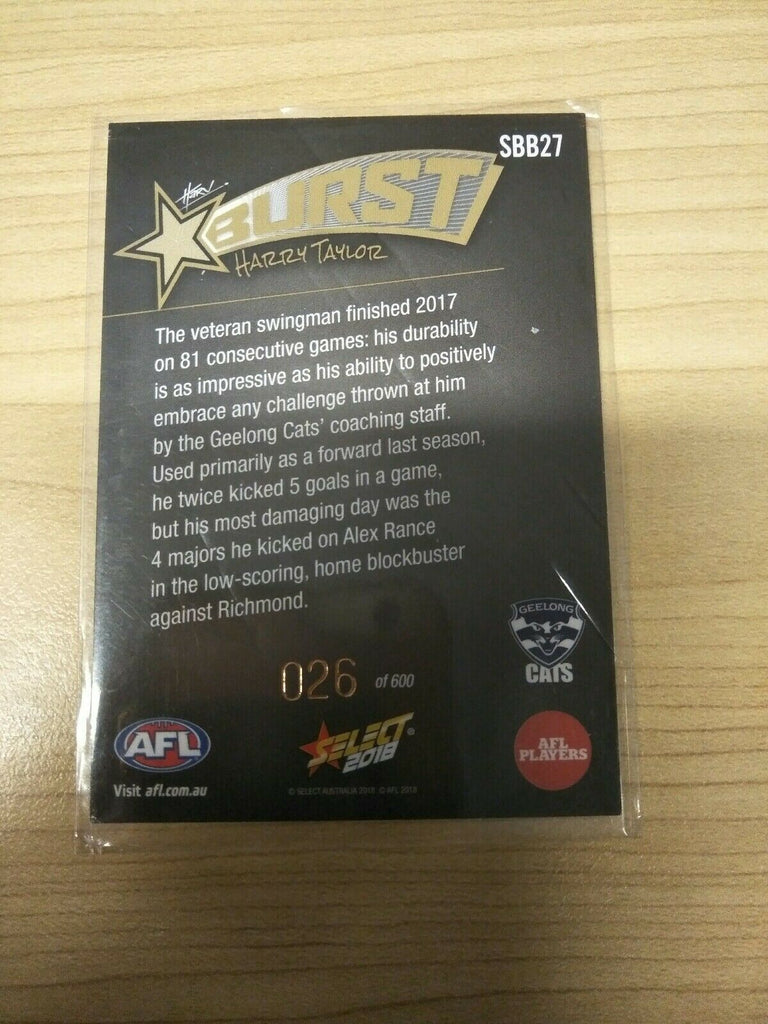 SBB27
BURST
HARRY TAYLOR
The veteran swingman finished 2017
on 81 consecutive games: his durability
is as impressive as his ability to positively
embrace any challenge thrown at him
by the Geelong Cats' coaching staff.
Used primarily as a forward last season,
he twice kicked 5 goals in a game,
but his most damaging day was the
4 majors he kicked on Alex Rance
in the low-scoring, home blockbuster
against Richmond.
026 of 600
GEELONG
CATS
AFL
Visit afl.com.au
SELECT®
2018
© SELECT AUSTRALIA 2018 © AFL 2018
AFL
PLAYERS